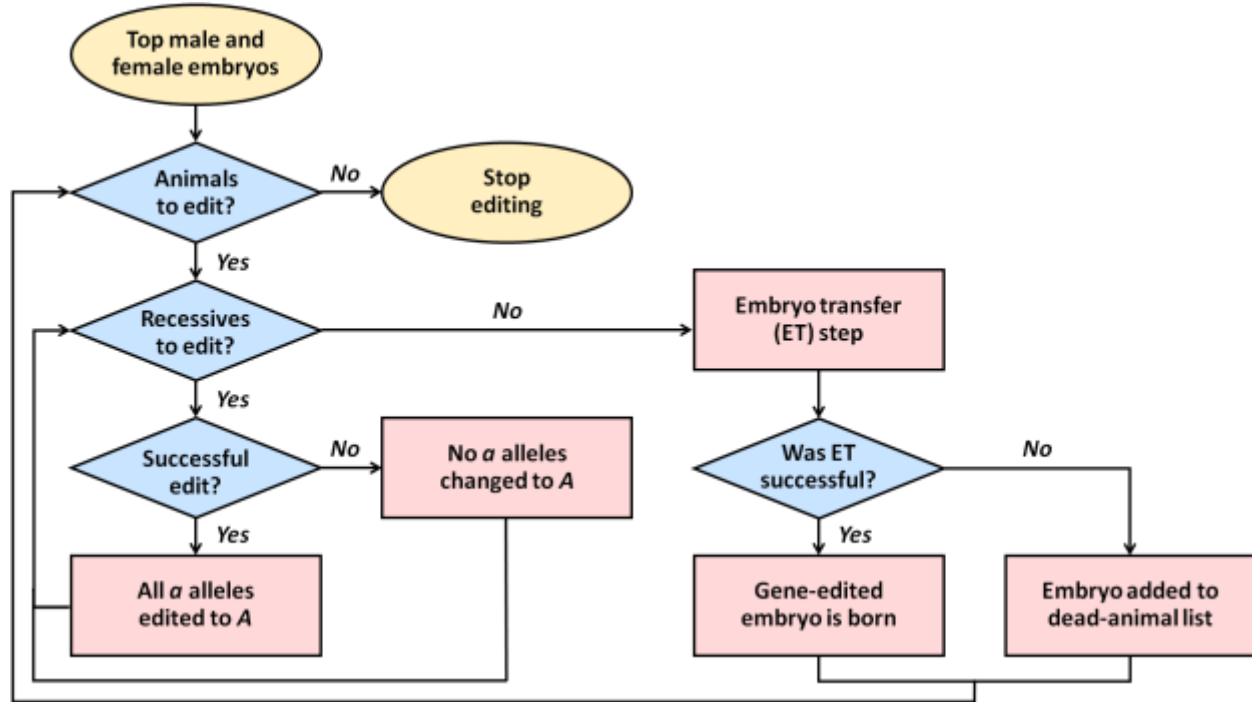 Top male and
female embryos
Animals
to edit?
No
Stop
editing
Yes
Recessives
to edit?
No
Embryo transfer
(ET) step
Yes
Successful
edit?
No
No a alleles
changed to A
Was ET
successful?
No
Yes
Yes
All a alleles
edited to A
Gene-edited
embryo is born
Embryo added to
dead-animal list